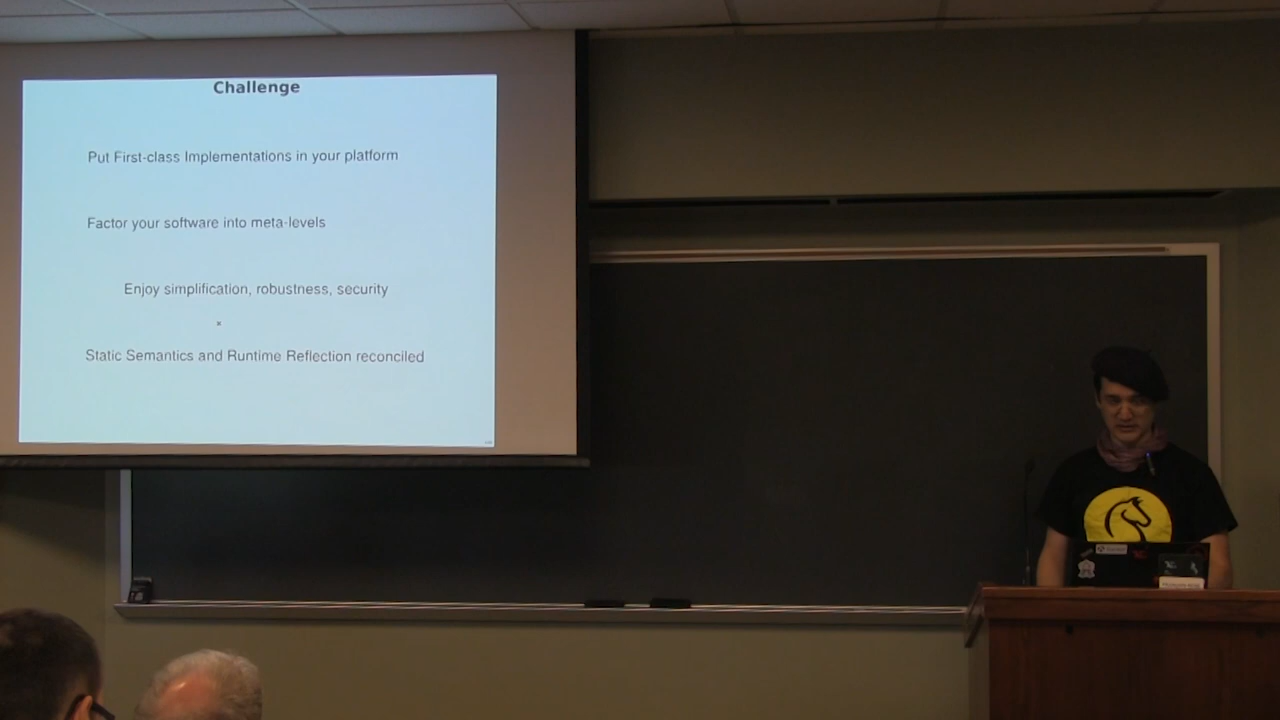 Challenge
Put First-class Implementations in your platform
Factor your software into meta-levels
Enjoy simplification, robustness, security
Static Semantics and Runtime Reflection reconciled